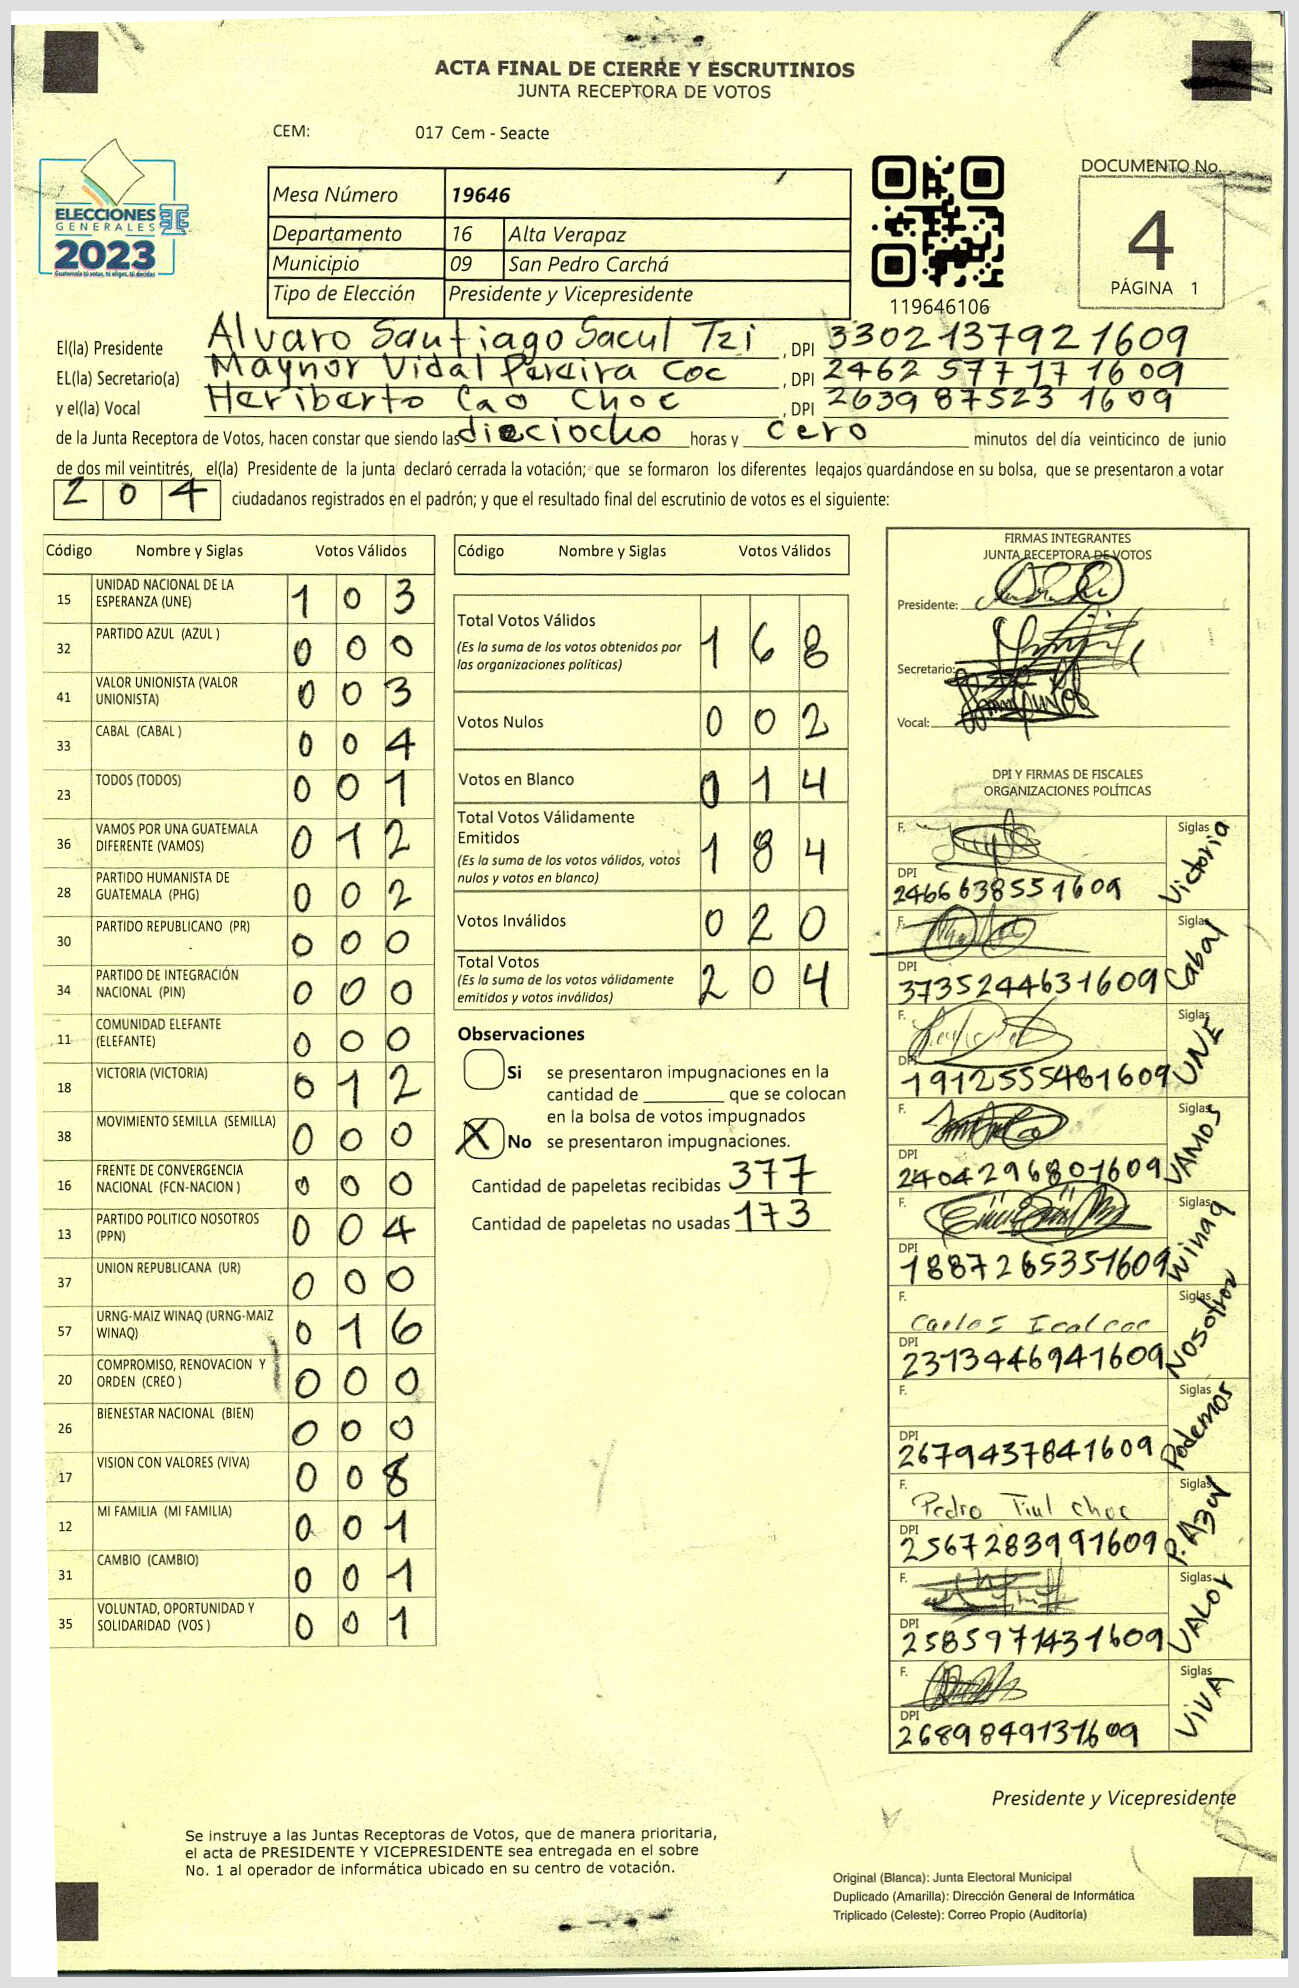 ACTA FINAL DE CIERRE Y ESCRUTINIOS
JUNTA RECEPTORA DE VOTOS
CEM: 017 Cem - Seacte
ELECCIONES
GENERALES
2023
Guatemala tú votas, tú eliges, tú decides
Mesa Número 19646
Departamento 16 Alta Verapaz
Municipio 09 San Pedro Carchá
Tipo de Elección Presidente y Vicepresidente
119646106
DOCUMENTO No.
4
PÁGINA 1
El(la) Presidente Alvaro Santiago Sacul Tzi , DPI 3302137921609
EL(la) Secretario(a) Maynor Vidal Pereira Coc , DPI 2462 57717 1609
y el(la) Vocal Heriberto Cao Choc , DPI 2639 87523 1609
de la Junta Receptora de Votos, hacen constar que siendo las dieciocho horas y cero minutos del día veinticinco de junio
de dos mil veintitrés, el(la) Presidente de la junta declaró cerrada la votación; que se formaron los diferentes legajos guardándose en su bolsa, que se presentaron a votar
204 ciudadanos registrados en el padrón; y que el resultado final del escrutinio de votos es el siguiente:
Código Nombre y Siglas Votos Válidos
15 UNIDAD NACIONAL DE LA ESPERANZA (UNE) 1 0 3
32 PARTIDO AZUL (AZUL ) 0 0 0
41 VALOR UNIONISTA (VALOR UNIONISTA) 0 0 3
33 CABAL (CABAL ) 0 0 4
23 TODOS (TODOS) 0 0 1
36 VAMOS POR UNA GUATEMALA DIFERENTE (VAMOS) 0 1 2
28 PARTIDO HUMANISTA DE GUATEMALA (PHG) 0 0 2
30 PARTIDO REPUBLICANO (PR) 0 0 0
34 PARTIDO DE INTEGRACIÓN NACIONAL (PIN) 0 0 0
11 COMUNIDAD ELEFANTE (ELEFANTE) 0 0 0
18 VICTORIA (VICTORIA) 0 1 2
38 MOVIMIENTO SEMILLA (SEMILLA) 0 0 0
16 FRENTE DE CONVERGENCIA NACIONAL (FCN-NACION ) 0 0 0
13 PARTIDO POLITICO NOSOTROS (PPN) 0 0 4
37 UNION REPUBLICANA (UR) 0 0 0
57 URNG-MAIZ WINAQ (URNG-MAIZ WINAQ) 0 1 6
20 COMPROMISO, RENOVACION Y ORDEN (CREO ) 0 0 0
26 BIENESTAR NACIONAL (BIEN) 0 0 0
17 VISION CON VALORES (VIVA) 0 0 8
12 MI FAMILIA (MI FAMILIA) 0 0 1
31 CAMBIO (CAMBIO) 0 0 1
35 VOLUNTAD, OPORTUNIDAD Y SOLIDARIDAD (VOS ) 0 0 1
Código Nombre y Siglas Votos Válidos
Total Votos Válidos 1 6 8
(Es la suma de los votos obtenidos por
las organizaciones políticas)
Votos Nulos 0 0 2
Votos en Blanco 0 1 4
Total Votos Válidamente
Emitidos 1 8 4
(Es la suma de los votos válidos, votos
nulos y votos en blanco)
Votos Inválidos 0 2 0
Total Votos 2 0 4
(Es la suma de los votos válidamente
emitidos y votos inválidos)
Observaciones
Si se presentaron impugnaciones en la
cantidad de ________ que se colocan
en la bolsa de votos impugnados
X No se presentaron impugnaciones.
Cantidad de papeletas recibidas 377
Cantidad de papeletas no usadas 173
FIRMAS INTEGRANTES
JUNTA RECEPTORA DE VOTOS
Presidente:
Secretario:
Vocal:
DPI Y FIRMAS DE FISCALES
ORGANIZACIONES POLÍTICAS
F. Siglas Victoria
DPI 2466638551609
F. Siglas Cabal
DPI 3735244631609
F. Siglas UNE
DPI 1912555481609
F. Siglas VAMOS
DPI 2404296801609
F. Siglas Winaq
DPI 1887265351609
F. Carlos Icalcoc Siglas Nosotros
DPI 2313446941609
F. Siglas Podemos
DPI 2679437841609
F. Pedro Tiul Choc Siglas P. Azul
DPI 2567283991609
F. Siglas VALOR
DPI 2585971431609
F. Siglas VIVA
DPI 2689849131609
Presidente y Vicepresidente
Se instruye a las Juntas Receptoras de Votos, que de manera prioritaria,
el acta de PRESIDENTE Y VICEPRESIDENTE sea entregada en el sobre
No. 1 al operador de informática ubicado en su centro de votación.
Original (Blanca): Junta Electoral Municipal
Duplicado (Amarilla): Dirección General de Informática
Triplicado (Celeste): Correo Propio (Auditoría)